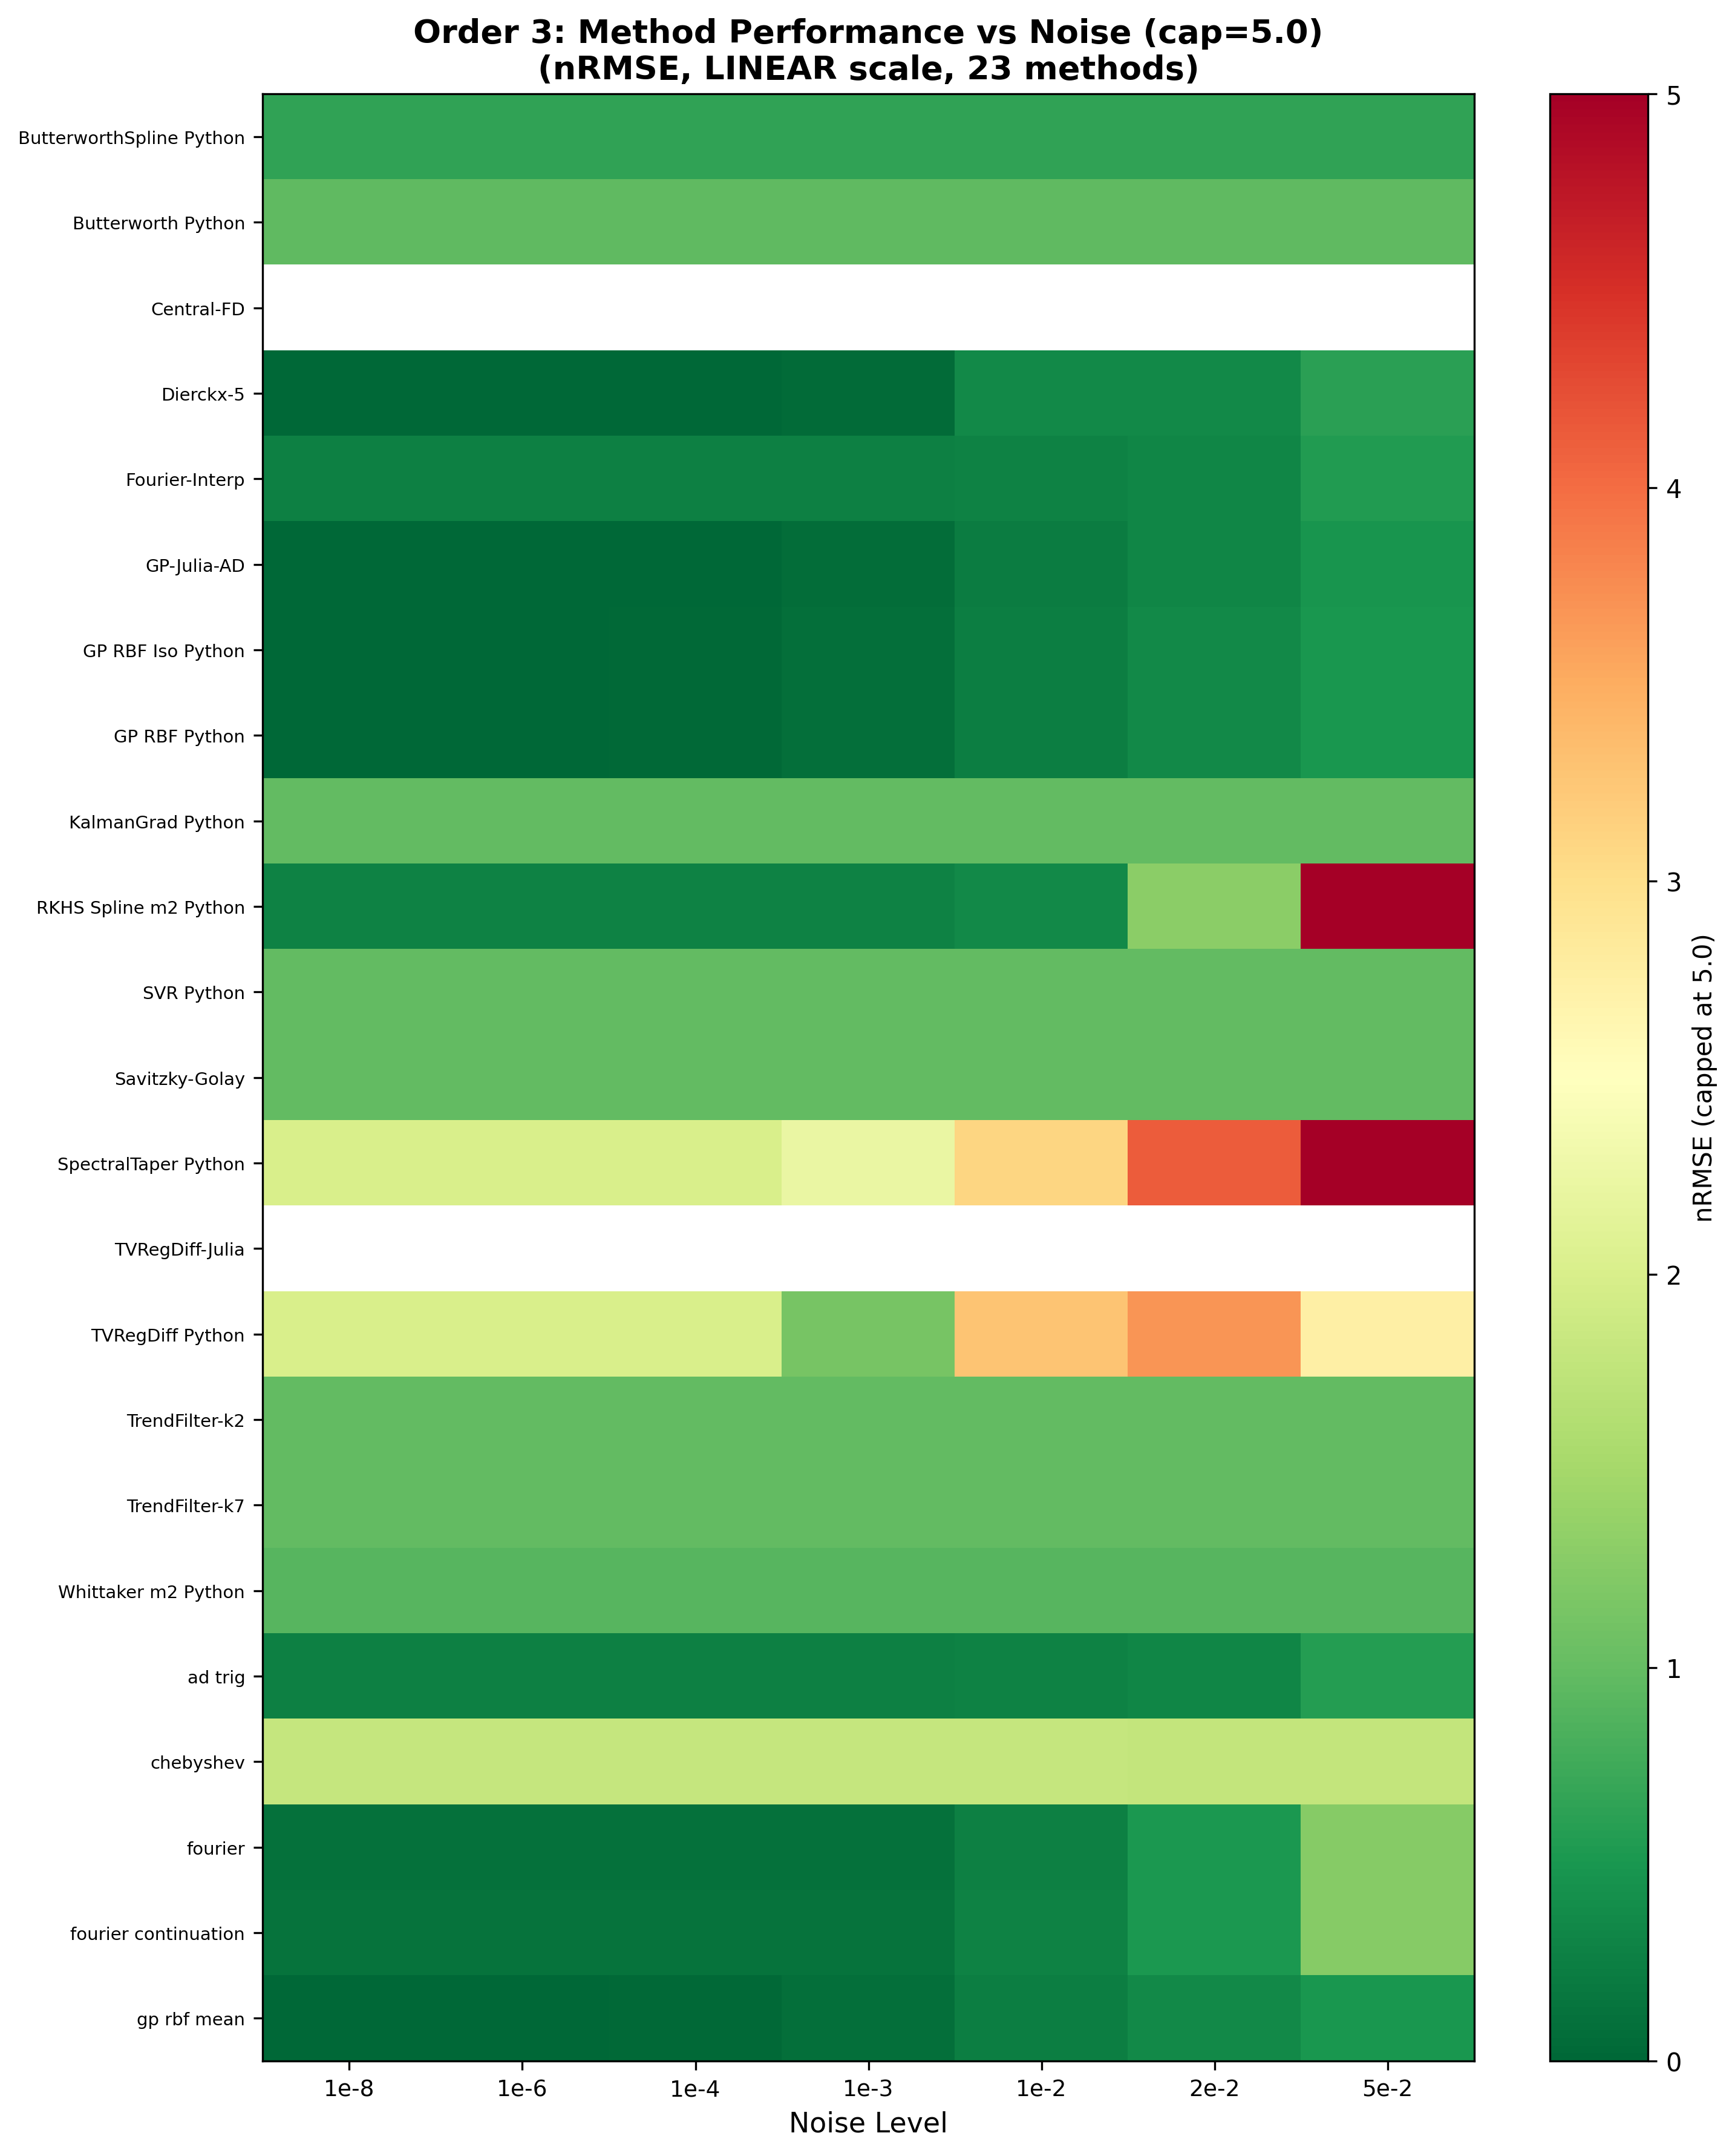 Order 3: Method Performance vs Noise (cap=5.0)
(nRMSE, LINEAR scale, 23 methods)
ButterworthSpline Python
Butterworth Python
Central-FD
Dierckx-5
Fourier-Interp
GP-Julia-AD
GP RBF Iso Python
GP RBF Python
KalmanGrad Python
RKHS Spline m2 Python
SVR Python
Savitzky-Golay
SpectralTaper Python
TVRegDiff-Julia
TVRegDiff Python
TrendFilter-k2
TrendFilter-k7
Whittaker m2 Python
ad trig
chebyshev
fourier
fourier continuation
gp rbf mean
1e-8 1e-6 1e-4 1e-3 1e-2 2e-2 5e-2
Noise Level
5
4
3
2
1
0
nRMSE (capped at 5.0)